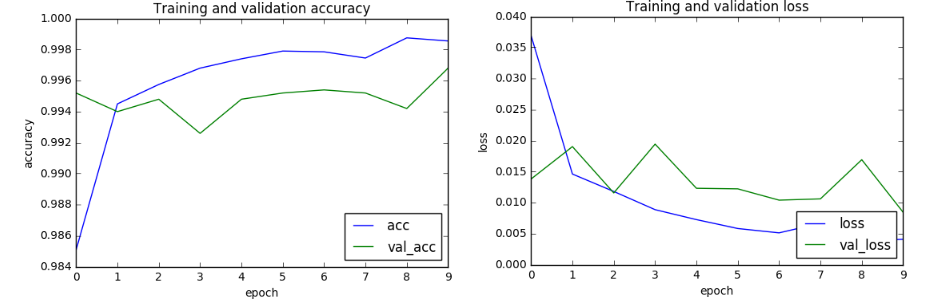 Training and validation accuracy
1.000
0.998
0.996
0.994
0.992
0.990
0.988
0.986
0.984
accuracy
acc
val_acc
0 1 2 3 4 5 6 7 8 9
epoch
Training and validation loss
0.040
0.035
0.030
0.025
0.020
0.015
0.010
0.005
0.000
loss
loss
val_loss
0 1 2 3 4 5 6 7 8 9
epoch